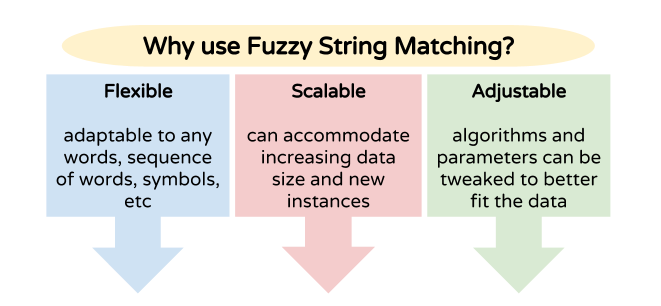 Why use Fuzzy String Matching?
Flexible
adaptable to any
words, sequence
of words, symbols,
etc
Scalable
can accommodate
increasing data
size and new
instances
Adjustable
algorithms and
parameters can be
tweaked to better
fit the data